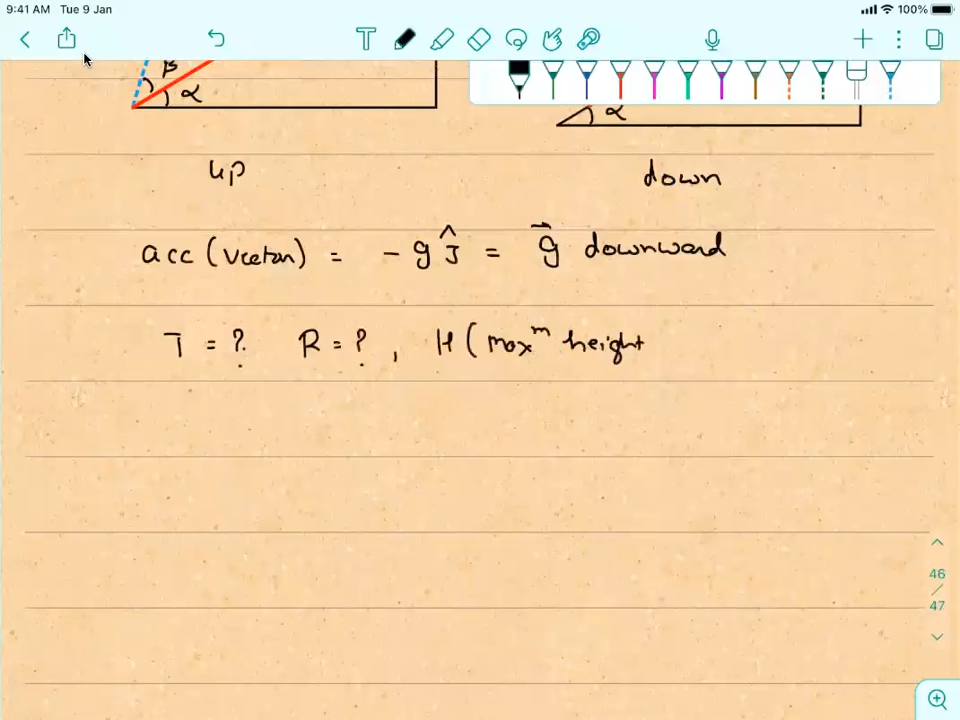 9:41 AM Tue 9 Jan 100%
β
α
α
up
down
acc (vector) = - g ĵ = g⃗ downward
T = ? R = ? , H ( maxᵐ height
46
/
47